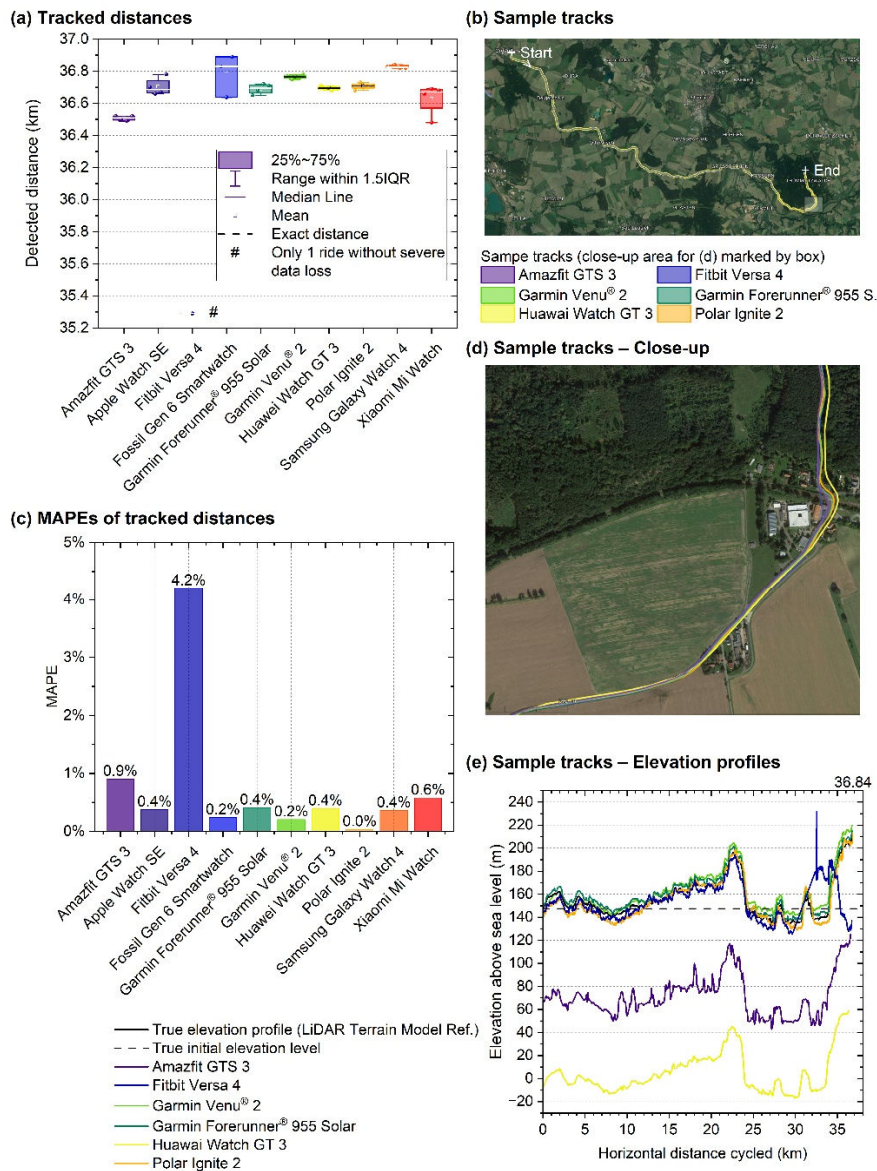 (a) Tracked distances
37.0
36.8
36.6
36.4
36.2
36.0
35.8
35.6
35.4
35.2
Detected distance (km)
25%~75%
Range within 1.5IQR
Median Line
Mean
Exact distance
# Only 1 ride without severe
data loss
#
Amazfit GTS 3
Apple Watch SE
Fitbit Versa 4
Fossil Gen 6 Smartwatch
Garmin Forerunner® 955 Solar
Garmin Venu® 2
Huawei Watch GT 3
Polar Ignite 2
Samsung Galaxy Watch 4
Xiaomi Mi Watch
(b) Sample tracks
Start
End
Sampe tracks (close-up area for (d) marked by box)
Amazfit GTS 3
Fitbit Versa 4
Garmin Venu® 2
Garmin Forerunner® 955 S.
Huawai Watch GT 3
Polar Ignite 2
(c) MAPEs of tracked distances
5%
4%
3%
2%
1%
0%
MAPE
0.9%
0.4%
4.2%
0.2%
0.4%
0.2%
0.4%
0.0%
0.4%
0.6%
Amazfit GTS 3
Apple Watch SE
Fitbit Versa 4
Fossil Gen 6 Smartwatch
Garmin Forerunner® 955 Solar
Garmin Venu® 2
Huawei Watch GT 3
Polar Ignite 2
Samsung Galaxy Watch 4
Xiaomi Mi Watch
True elevation profile (LiDAR Terrain Model Ref.)
True initial elevation level
Amazfit GTS 3
Fitbit Versa 4
Garmin Venu® 2
Garmin Forerunner® 955 Solar
Huawai Watch GT 3
Polar Ignite 2
(d) Sample tracks – Close-up
(e) Sample tracks – Elevation profiles
36.84
240
220
200
180
160
140
120
100
80
60
40
20
0
−20
Elevation above sea level (m)
0 5 10 15 20 25 30 35 40
Horizontal distance cycled (km)